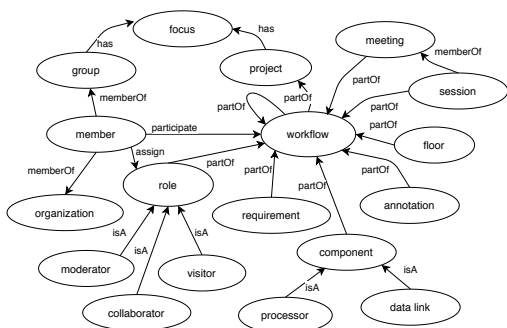 focus
meeting
has
has
group
project
partOf
memberOf
session
memberOf
partOf
partOf
partOf
partOf
member
participate
workflow
floor
assign
partOf
partOf
memberOf
role
partOf
partOf
organization
requirement
annotation
isA
isA
isA
moderator
visitor
component
collaborator
isA
isA
processor
data link